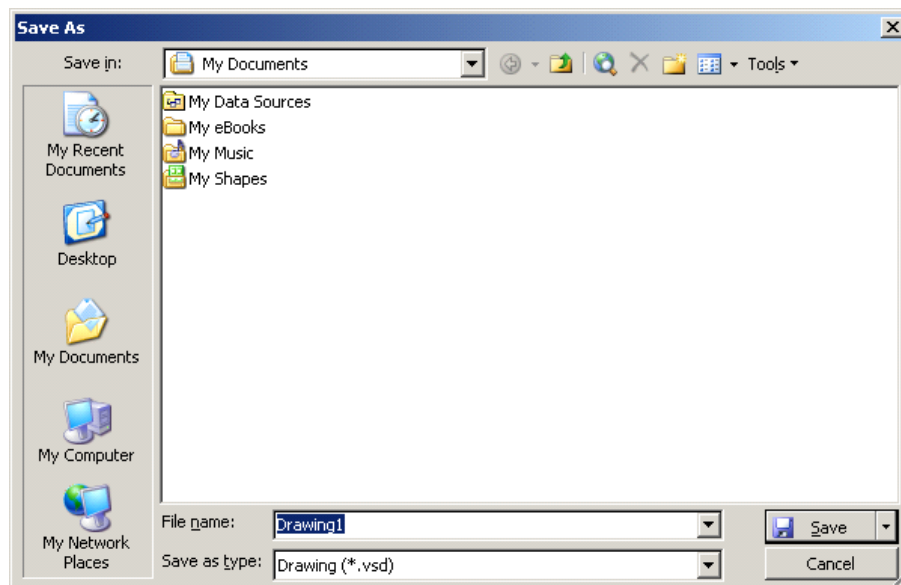 Save As
Save in:
My Documents
Tools
My Recent
Documents
Desktop
My Documents
My Computer
My Network
Places
My Data Sources
My eBooks
My Music
My Shapes
File name:
Drawing1
Save
Save as type:
Drawing (*.vsd)
Cancel